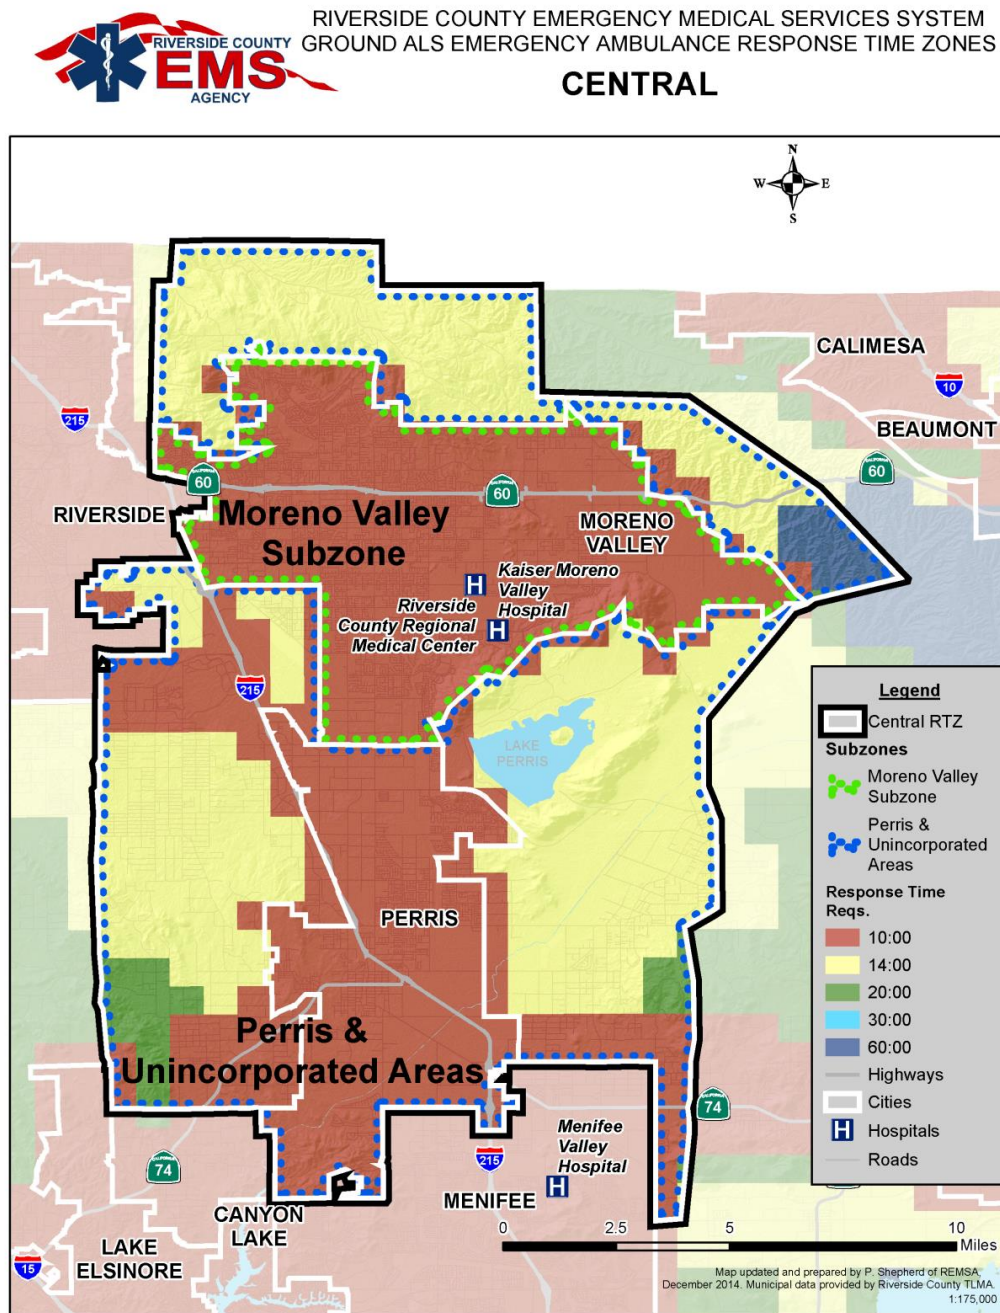 RIVERSIDE COUNTY EMERGENCY MEDICAL SERVICES SYSTEM
RIVERSIDE COUNTY
EMS
AGENCY
GROUND ALS EMERGENCY AMBULANCE RESPONSE TIME ZONES
CENTRAL
N
W
E
S
CALIMESA
10
215
BEAUMONT
CALIFORNIA
60
CALIFORNIA
60
CALIFORNIA
60
RIVERSIDE
Moreno Valley
Subzone
MORENO
VALLEY
H
Kaiser Moreno
Valley
Hospital
Riverside
County Regional
Medical Center
H
215
LAKE
PERRIS
PERRIS
Perris &
Unincorporated Areas
Legend
Central RTZ
Subzones
Moreno Valley
Subzone
Perris &
Unincorporated
Areas
Response Time
Reqs.
10:00
14:00
20:00
30:00
60:00
Highways
Cities
H
Hospitals
Roads
CALIFORNIA
74
CALIFORNIA
74
215
Menifee
Valley
Hospital
H
MENIFEE
CANYON
LAKE
LAKE
ELSINORE
15
0
2.5
5
10
Miles
Map updated and prepared by P. Shepherd of REMSA,
December 2014. Municipal data provided by Riverside County TLMA.
1:175,000